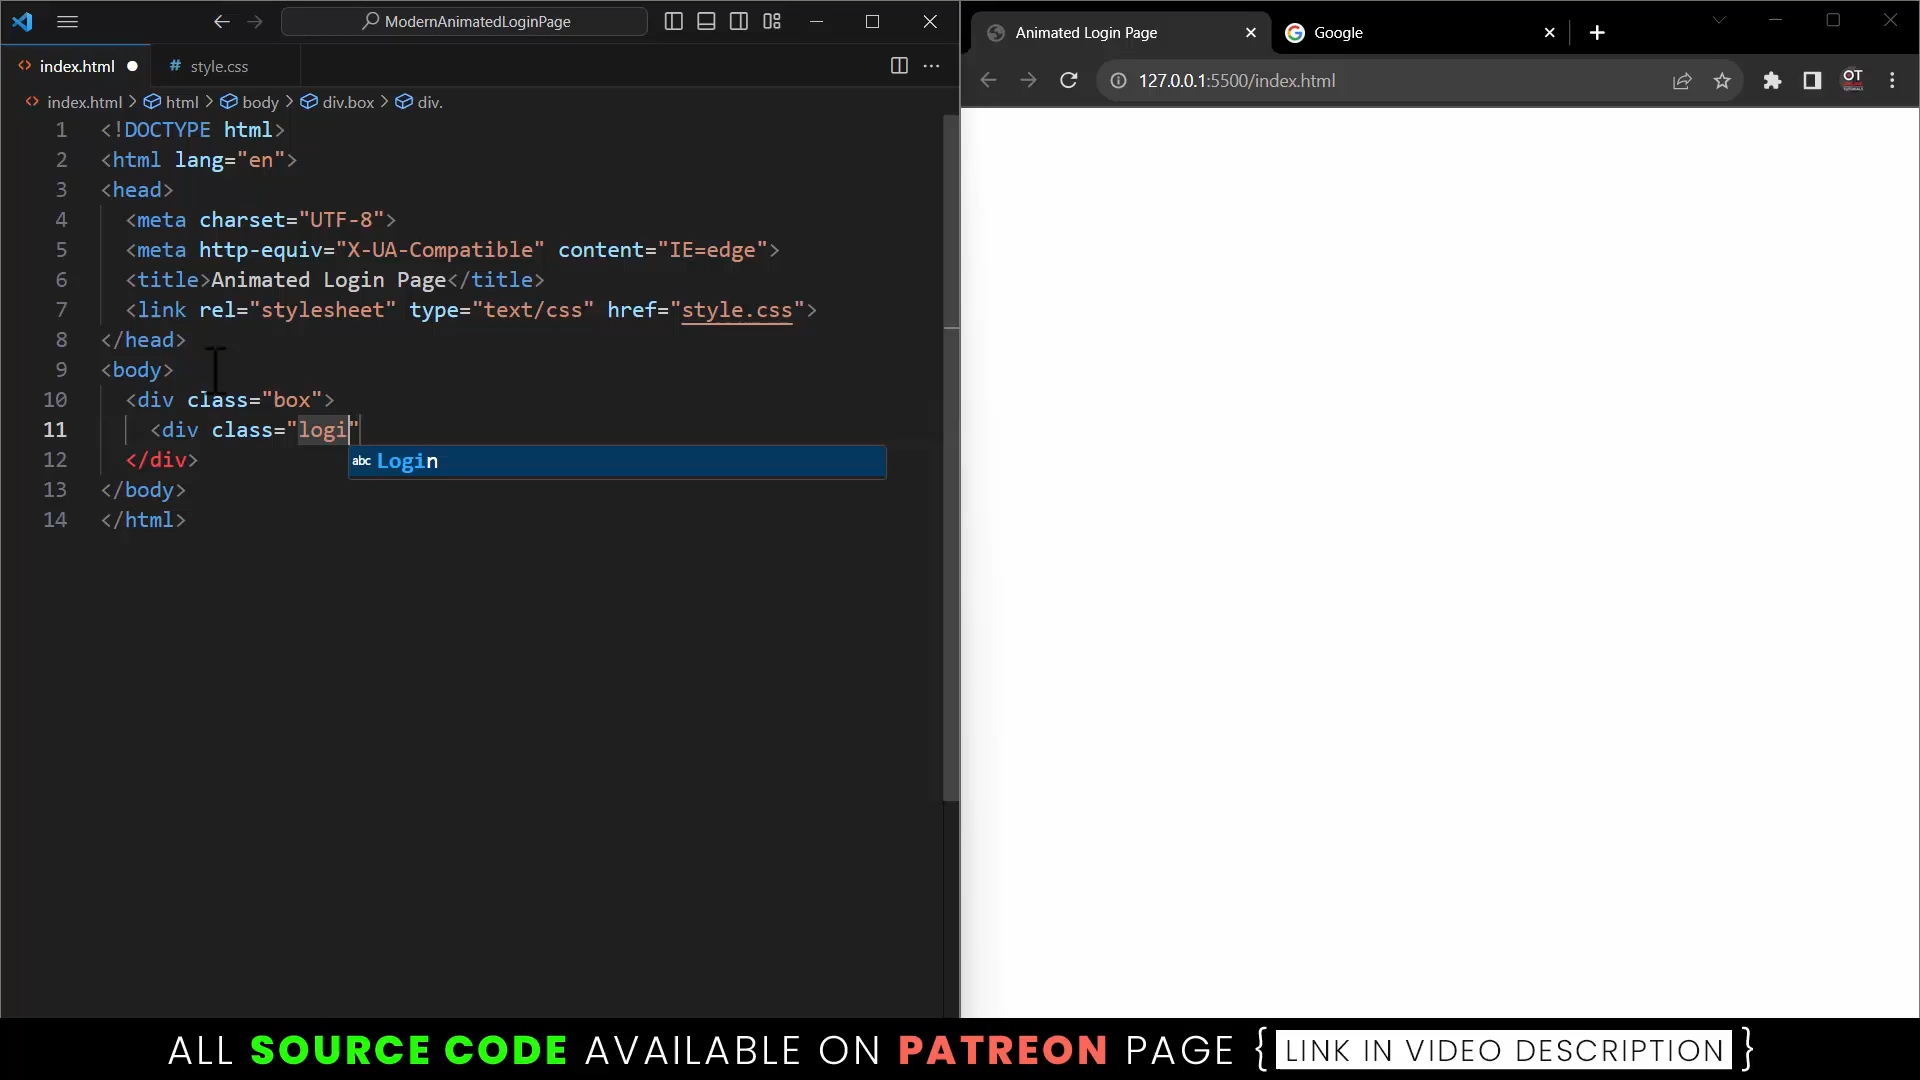 ModernAnimatedLoginPage
index.html
# style.css
index.html > html > body > div.box > div.
1 <!DOCTYPE html>
2 <html lang="en">
3 <head>
4 <meta charset="UTF-8">
5 <meta http-equiv="X-UA-Compatible" content="IE=edge">
6 <title>Animated Login Page</title>
7 <link rel="stylesheet" type="text/css" href="style.css">
8 </head>
9 <body>
10 <div class="box">
11 <div class="logi"
abc Login
12 </div>
13 </body>
14 </html>
Animated Login Page
Google
127.0.0.1:5500/index.html
OT
ALL SOURCE CODE AVAILABLE ON PATREON PAGE { LINK IN VIDEO DESCRIPTION }